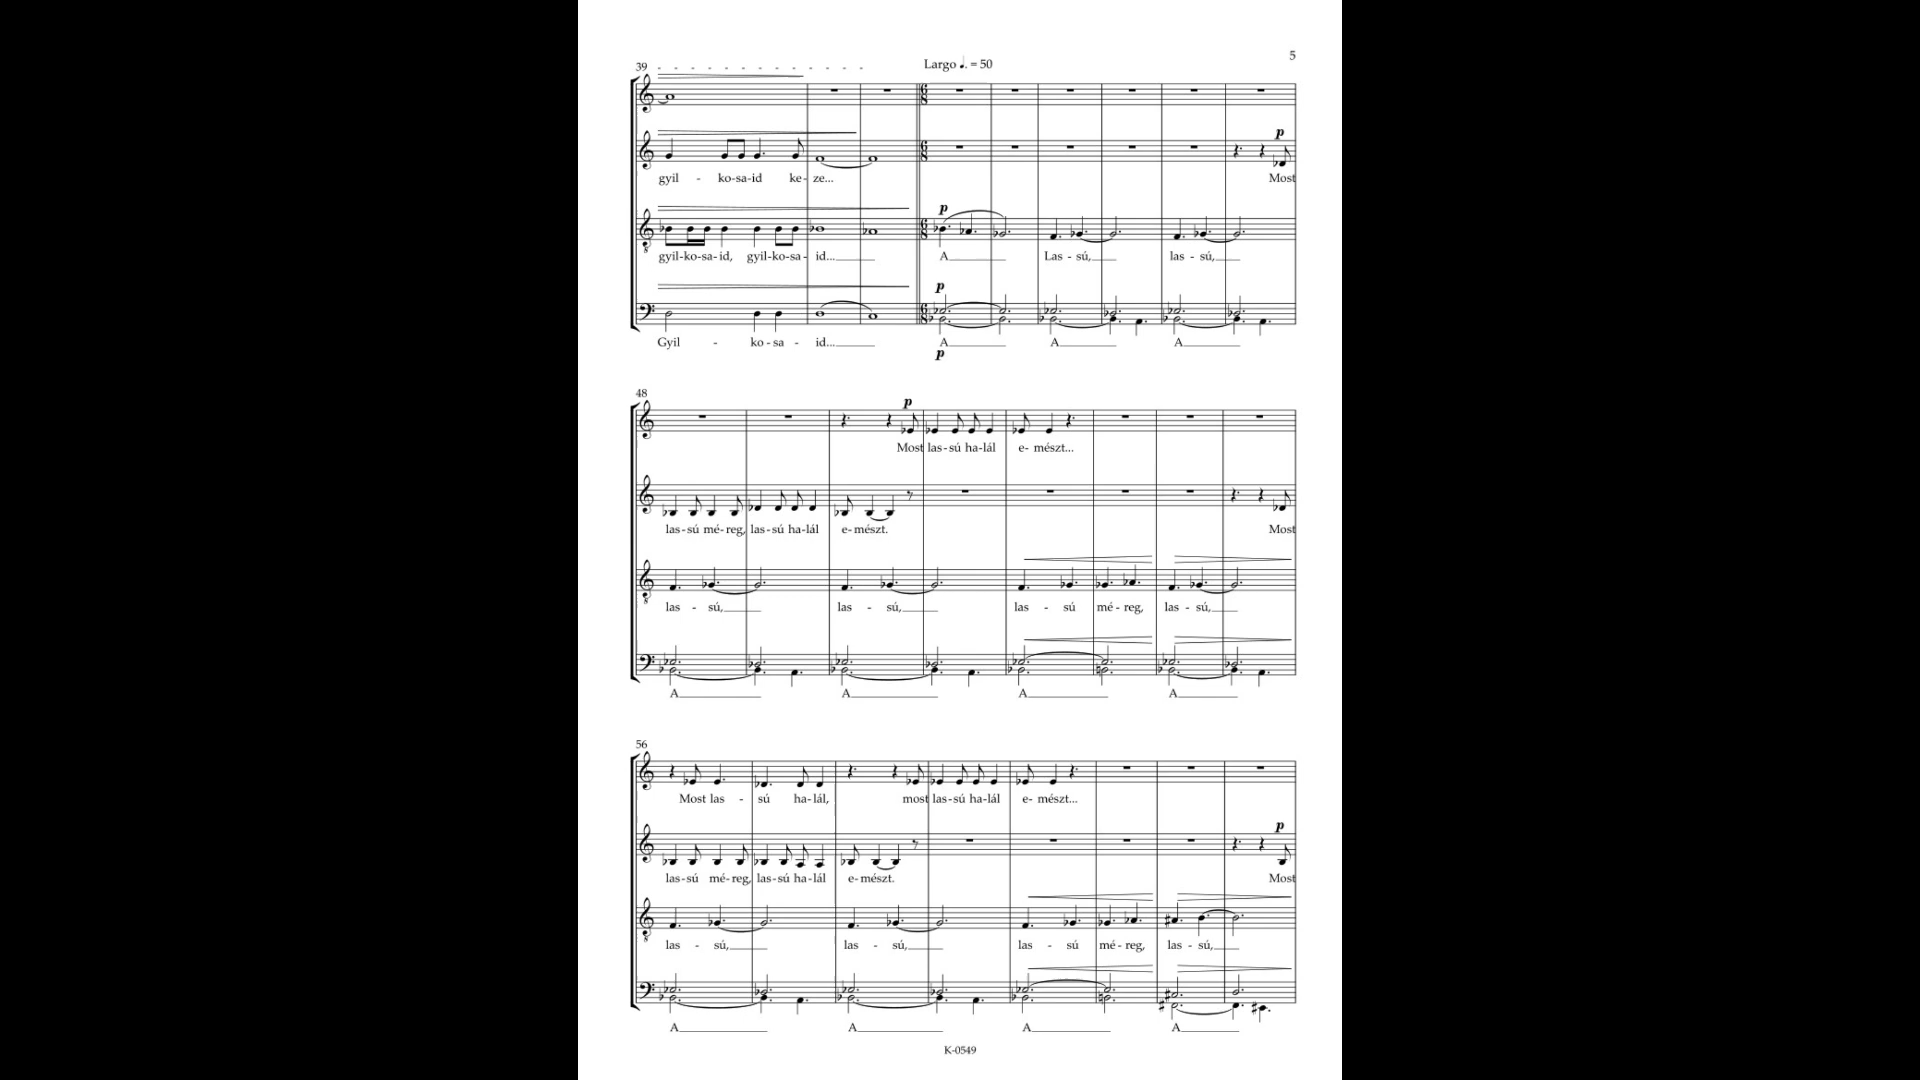 5
39 Largo ♩. = 50
p
gyil - ko-sa-id ke- ze... Most
p
gyil-ko-sa-id, gyil-ko-sa- id... A Las - sú, las - sú,
p
Gyil - ko - sa - id... A A A
p
48
p
Most las-sú ha-lál e- mészt...
las-sú mé-reg, las-sú ha-lál e-mészt. Most
las - sú, las - sú, las - sú mé - reg, las - sú,
A A A A
56
Most las - sú ha-lál, most las-sú ha-lál e- mészt...
p
las-sú mé-reg, las-sú ha-lál e-mészt. Most
las - sú, las - sú, las - sú mé - reg, las - sú,
A A A A
K-0549